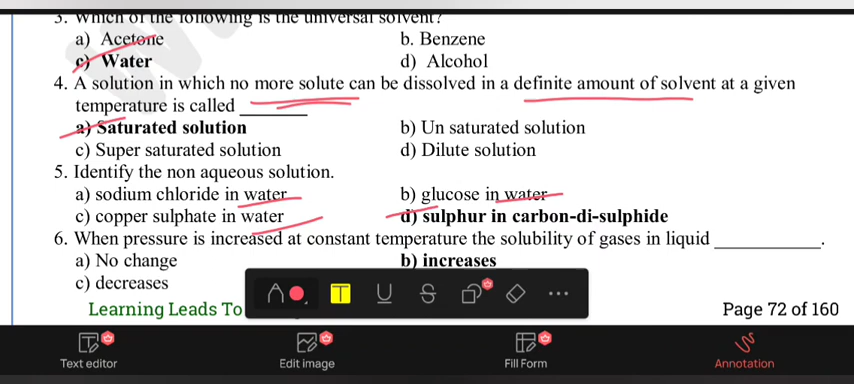 3. Which of the following is the universal solvent?
a) Acetone b. Benzene
c) Water d) Alcohol
4. A solution in which no more solute can be dissolved in a definite amount of solvent at a given
temperature is called ________
a) Saturated solution b) Un saturated solution
c) Super saturated solution d) Dilute solution
5. Identify the non aqueous solution.
a) sodium chloride in water b) glucose in water
c) copper sulphate in water d) sulphur in carbon-di-sulphide
6. When pressure is increased at constant temperature the solubility of gases in liquid ____________.
a) No change b) increases
c) decreases
Learning Leads To Page 72 of 160
Text editor Edit image Fill Form Annotation